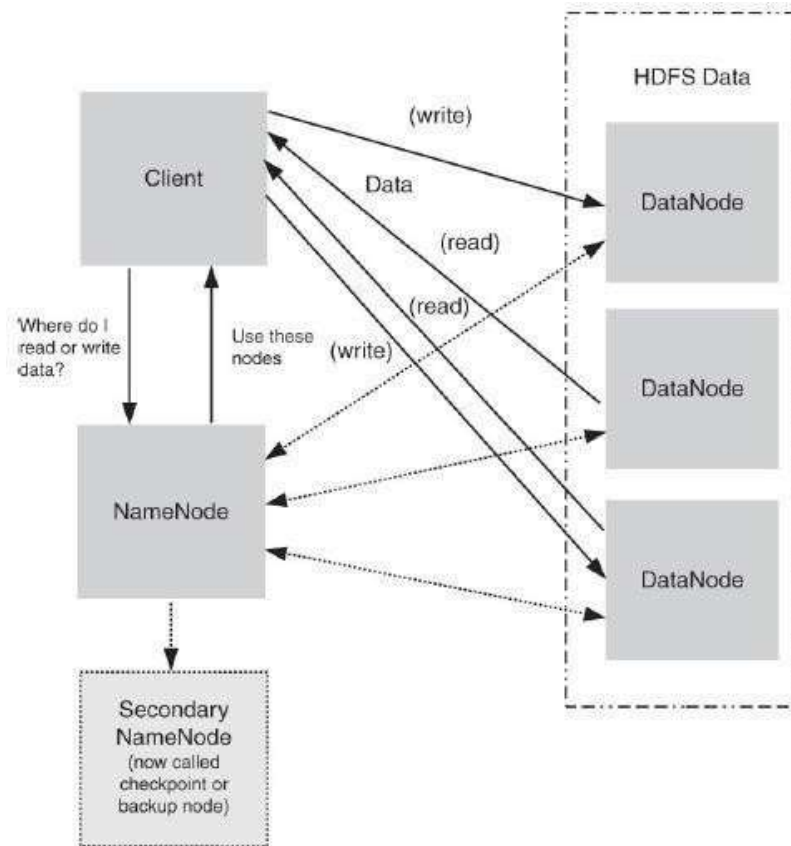 HDFS Data
(write)
Client
Data
DataNode
(read)
(read)
Where do I
read or write
data?
Use these
nodes
(write)
DataNode
NameNode
DataNode
Secondary
NameNode
(now called
checkpoint or
backup node)